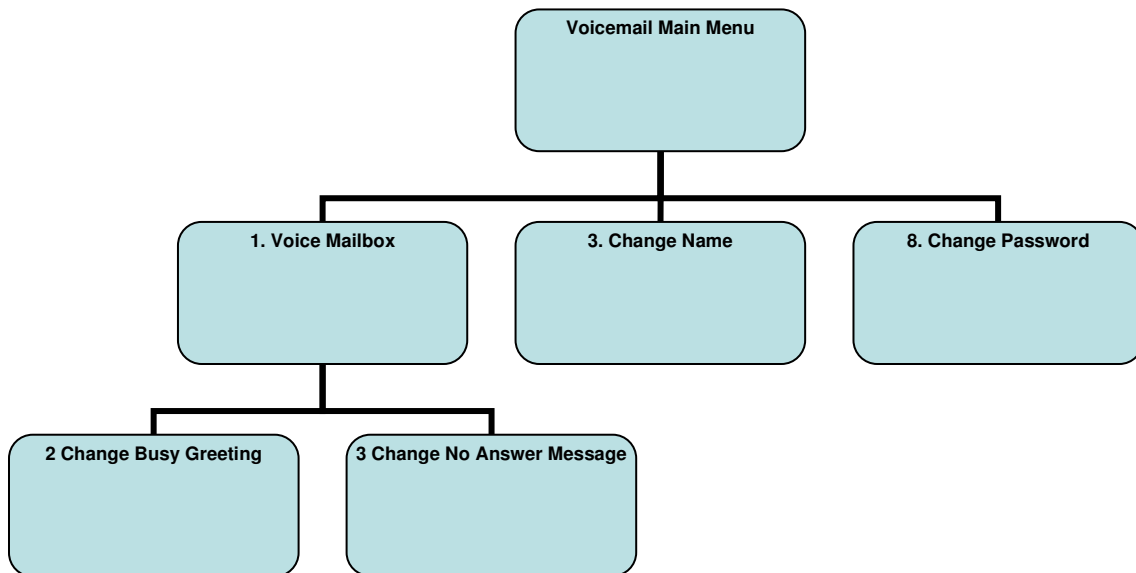 Voicemail Main Menu
1. Voice Mailbox
3. Change Name
8. Change Password
2 Change Busy Greeting
3 Change No Answer Message